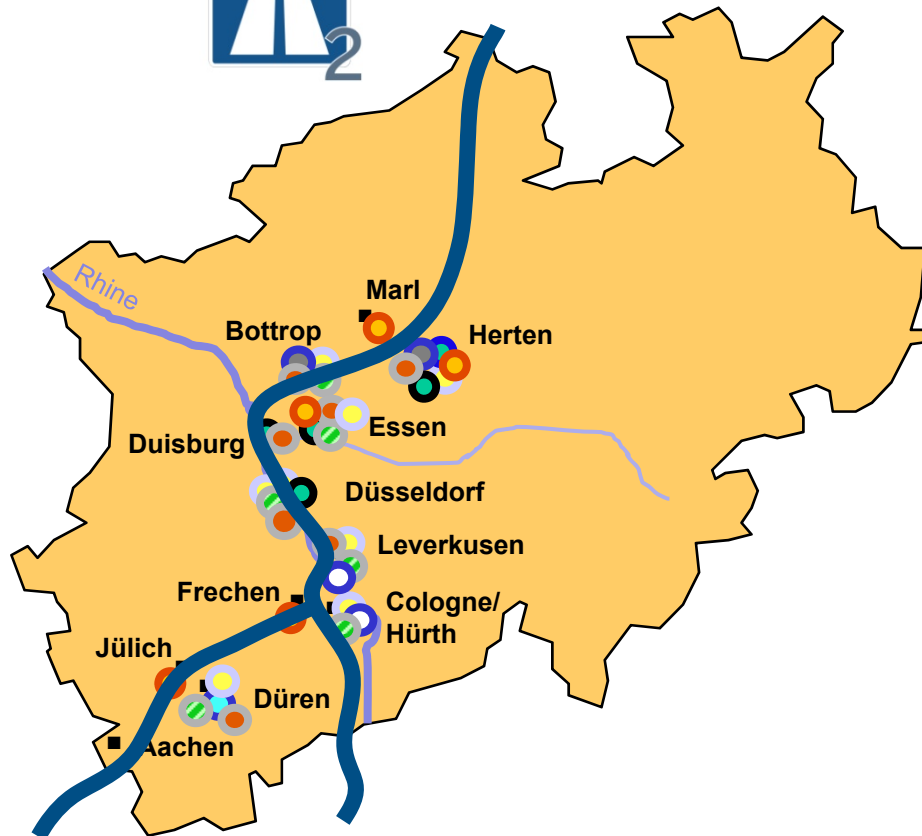 2
Rhine
Marl
Bottrop
Herten
Essen
Duisburg
Düsseldorf
Leverkusen
Frechen
Cologne/
Hürth
Jülich
Düren
Aachen